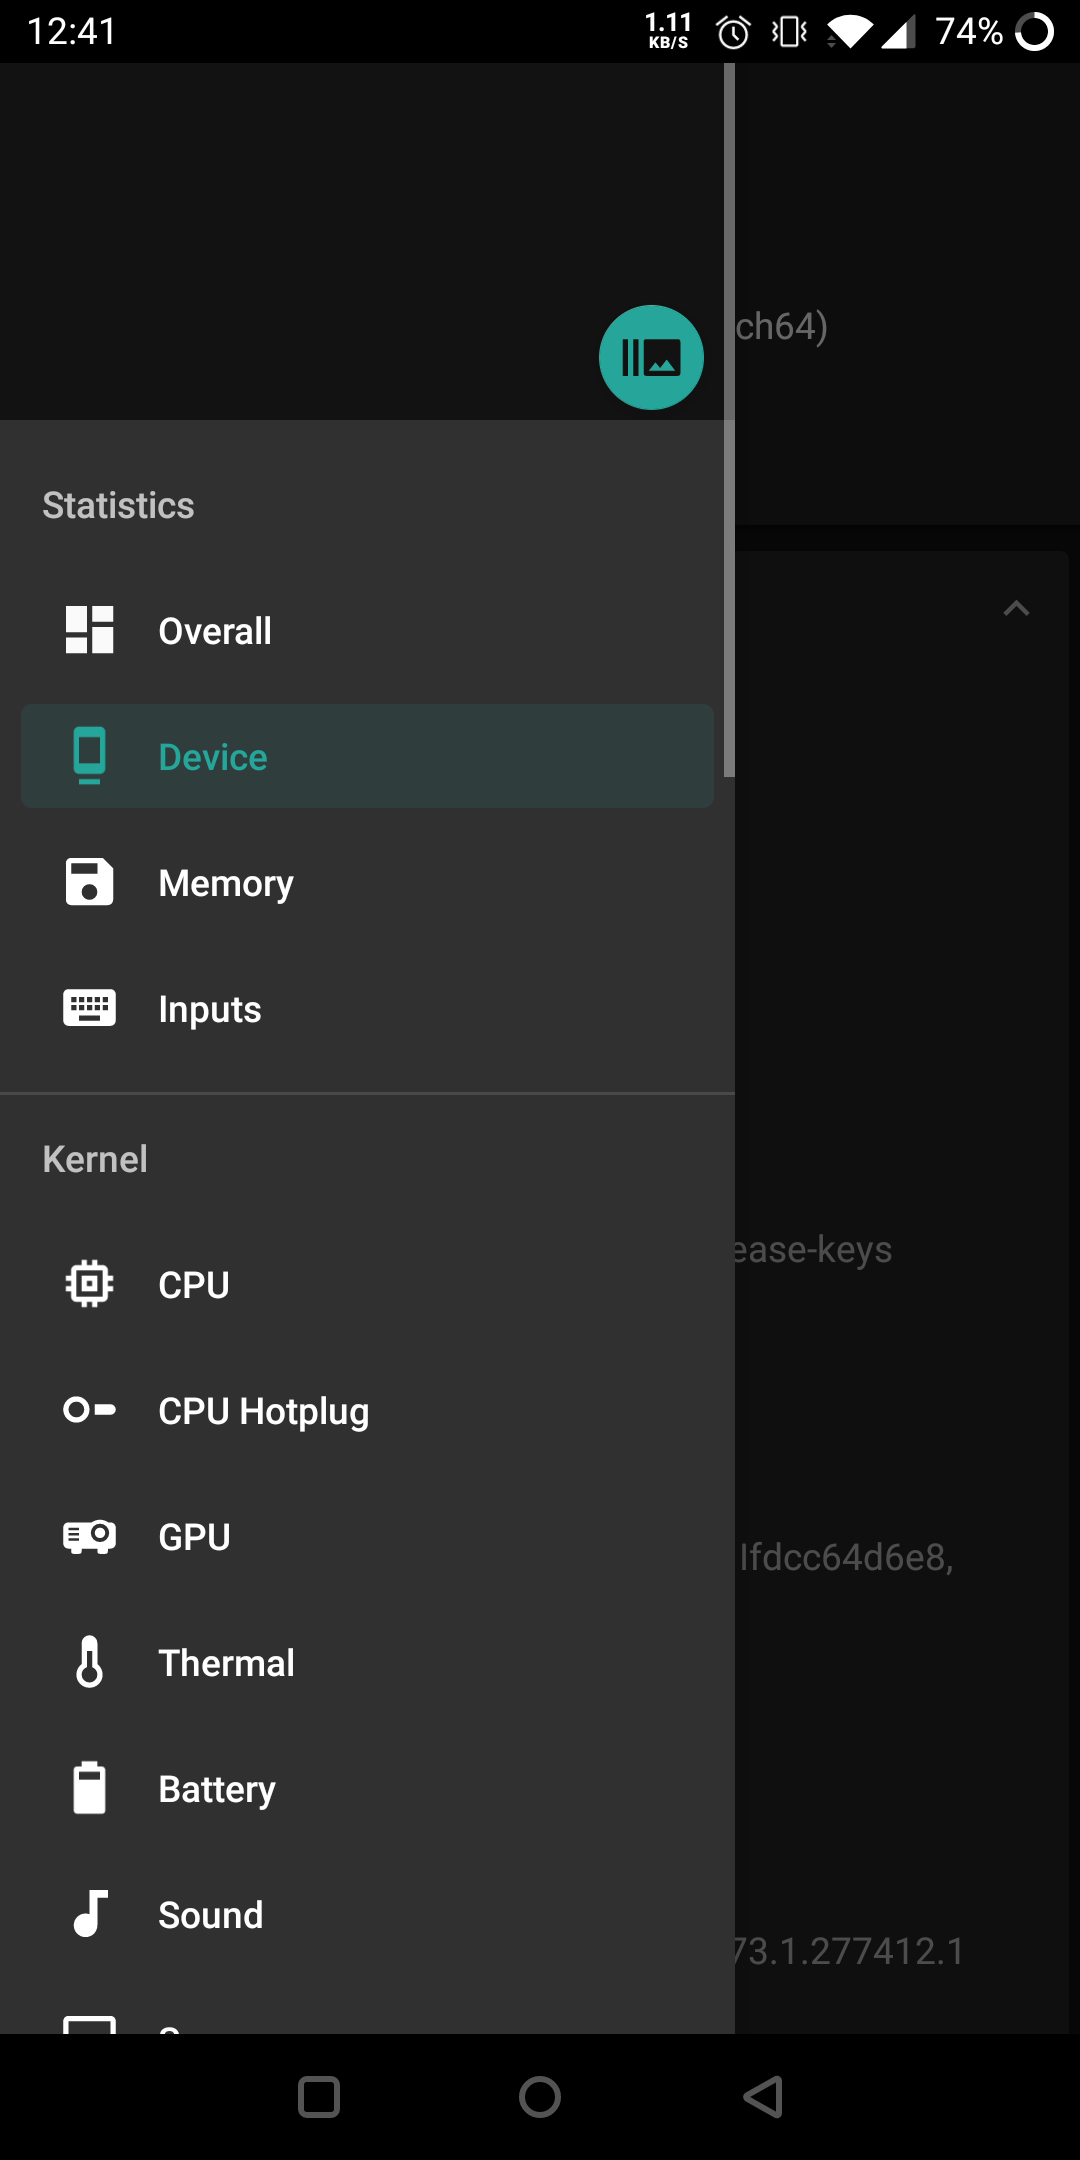 12:41
1.11
KB/S
74%
ch64)
Statistics
Overall
Device
Memory
Inputs
Kernel
ease-keys
CPU
CPU Hotplug
GPU
lfdcc64d6e8,
Thermal
Battery
Sound
73.1.277412.1